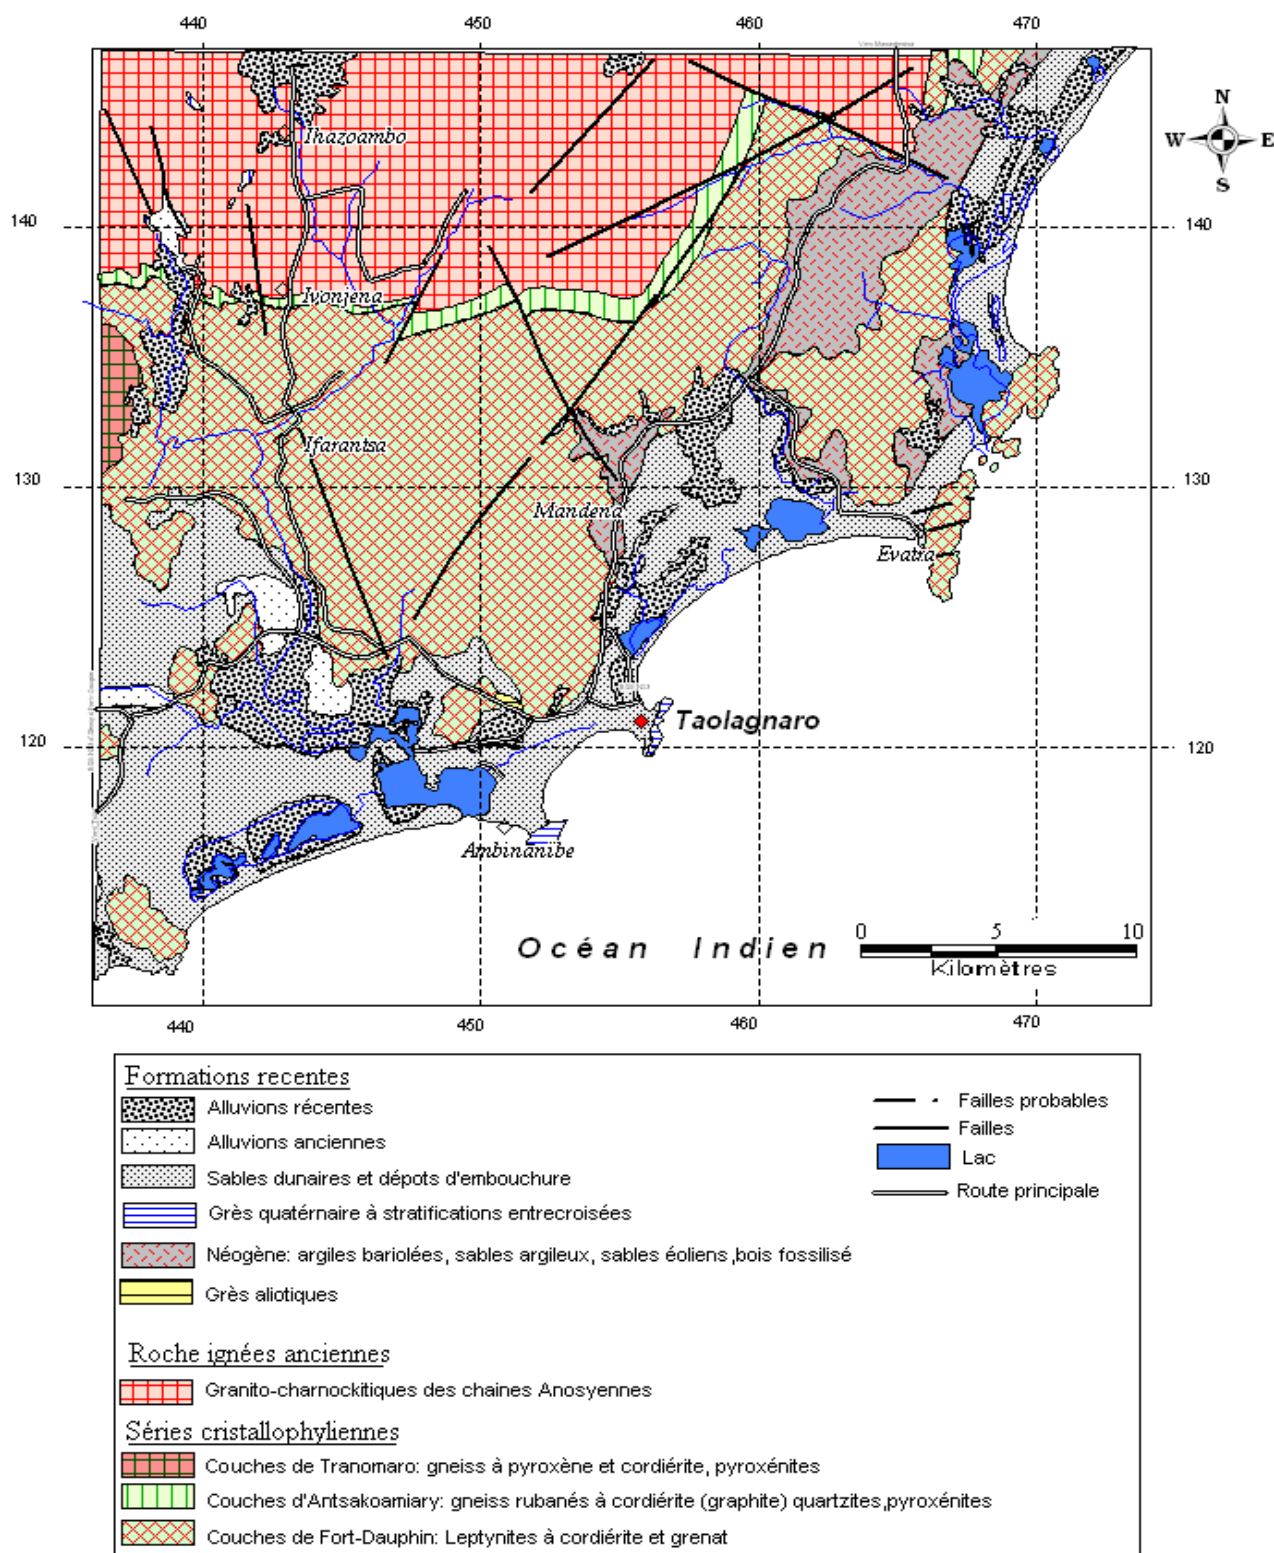 440 450 460 470
N
W E
S
Ihazoambo
140 140
Ivonjena
Ifarantsa
130 130
Mandena
Evatra
Taolagnaro
120 120
Ambinanibe
Océan Indien
0 5 10
Kilomètres
440 450 460 470
Formations recentes
Alluvions récentes
Alluvions anciennes
Sables dunaires et dépots d'embouchure
Grès quatérnaire à stratifications entrecroisées
Néogène: argiles bariolées, sables argileux, sables éoliens ,bois fossilisé
Grès aliotiques
Failles probables
Failles
Lac
Route principale
Roche ignées anciennes
Granito-charnockitiques des chaines Anosyennes
Séries cristallophyliennes
Couches de Tranomaro: gneiss à pyroxène et cordiérite, pyroxénites
Couches d'Antsakoamiary: gneiss rubanés à cordiérite (graphite) quartzites,pyroxénites
Couches de Fort-Dauphin: Leptynites à cordiérite et grenat